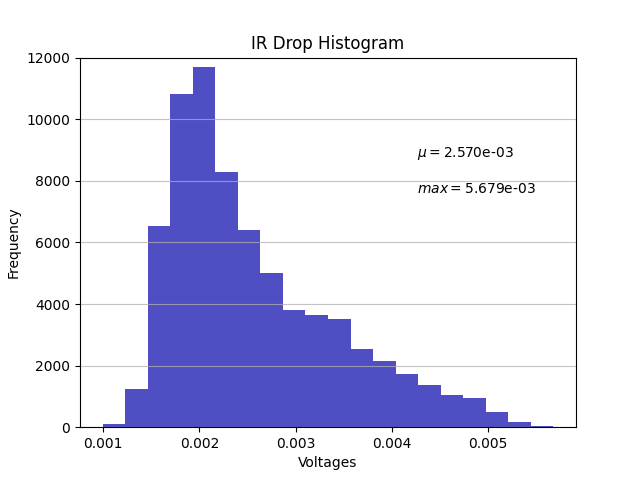 IR Drop Histogram
12000
10000
8000
6000
4000
2000
0
Frequency
μ = 2.570e-03
max = 5.679e-03
0.001 0.002 0.003 0.004 0.005
Voltages